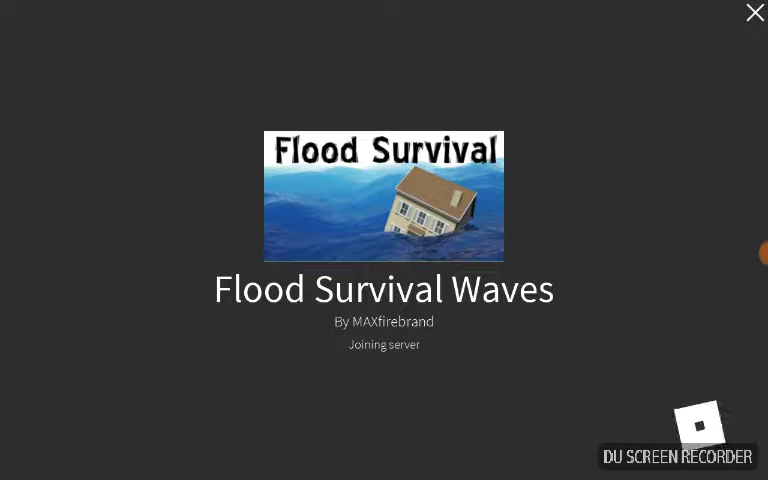 Flood Survival
Flood Survival Waves
By MAXfirebrand
Joining server
DU SCREEN RECORDER